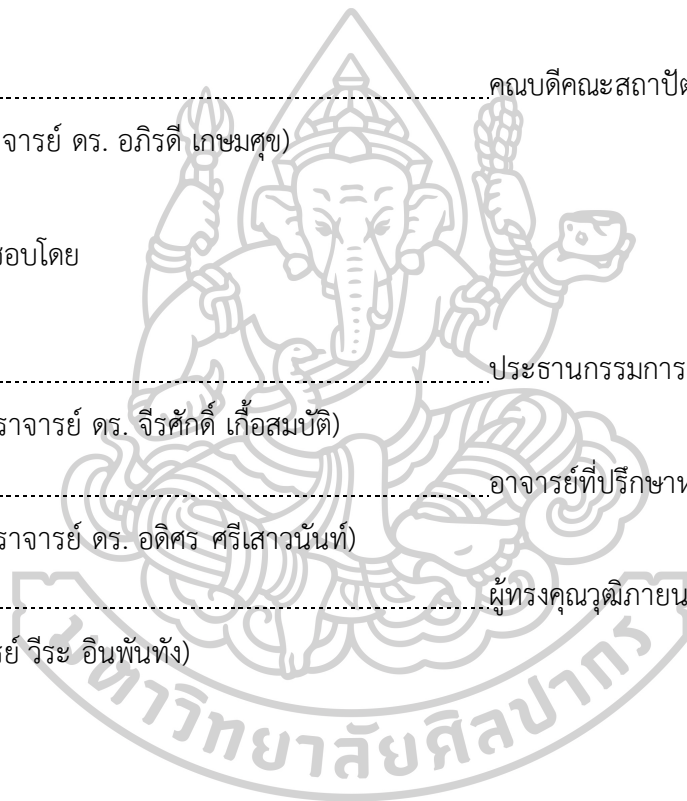 คณบดีคณะสถาปัต
จารย์ ดร. อภิรดี เกษมศุข)
สอบโดย
ประธานกรรมการ
ราจารย์ ดร. จีรศักดิ์ เกื้อสมบัติ)
อาจารย์ที่ปรึกษาห
ราจารย์ ดร. อดิศร ศรีเสาวนันท์)
ผู้ทรงคุณวุฒิภายน
รย์ วีระ อินพันทัง)
มหาวิทยาลัยศิลปากร